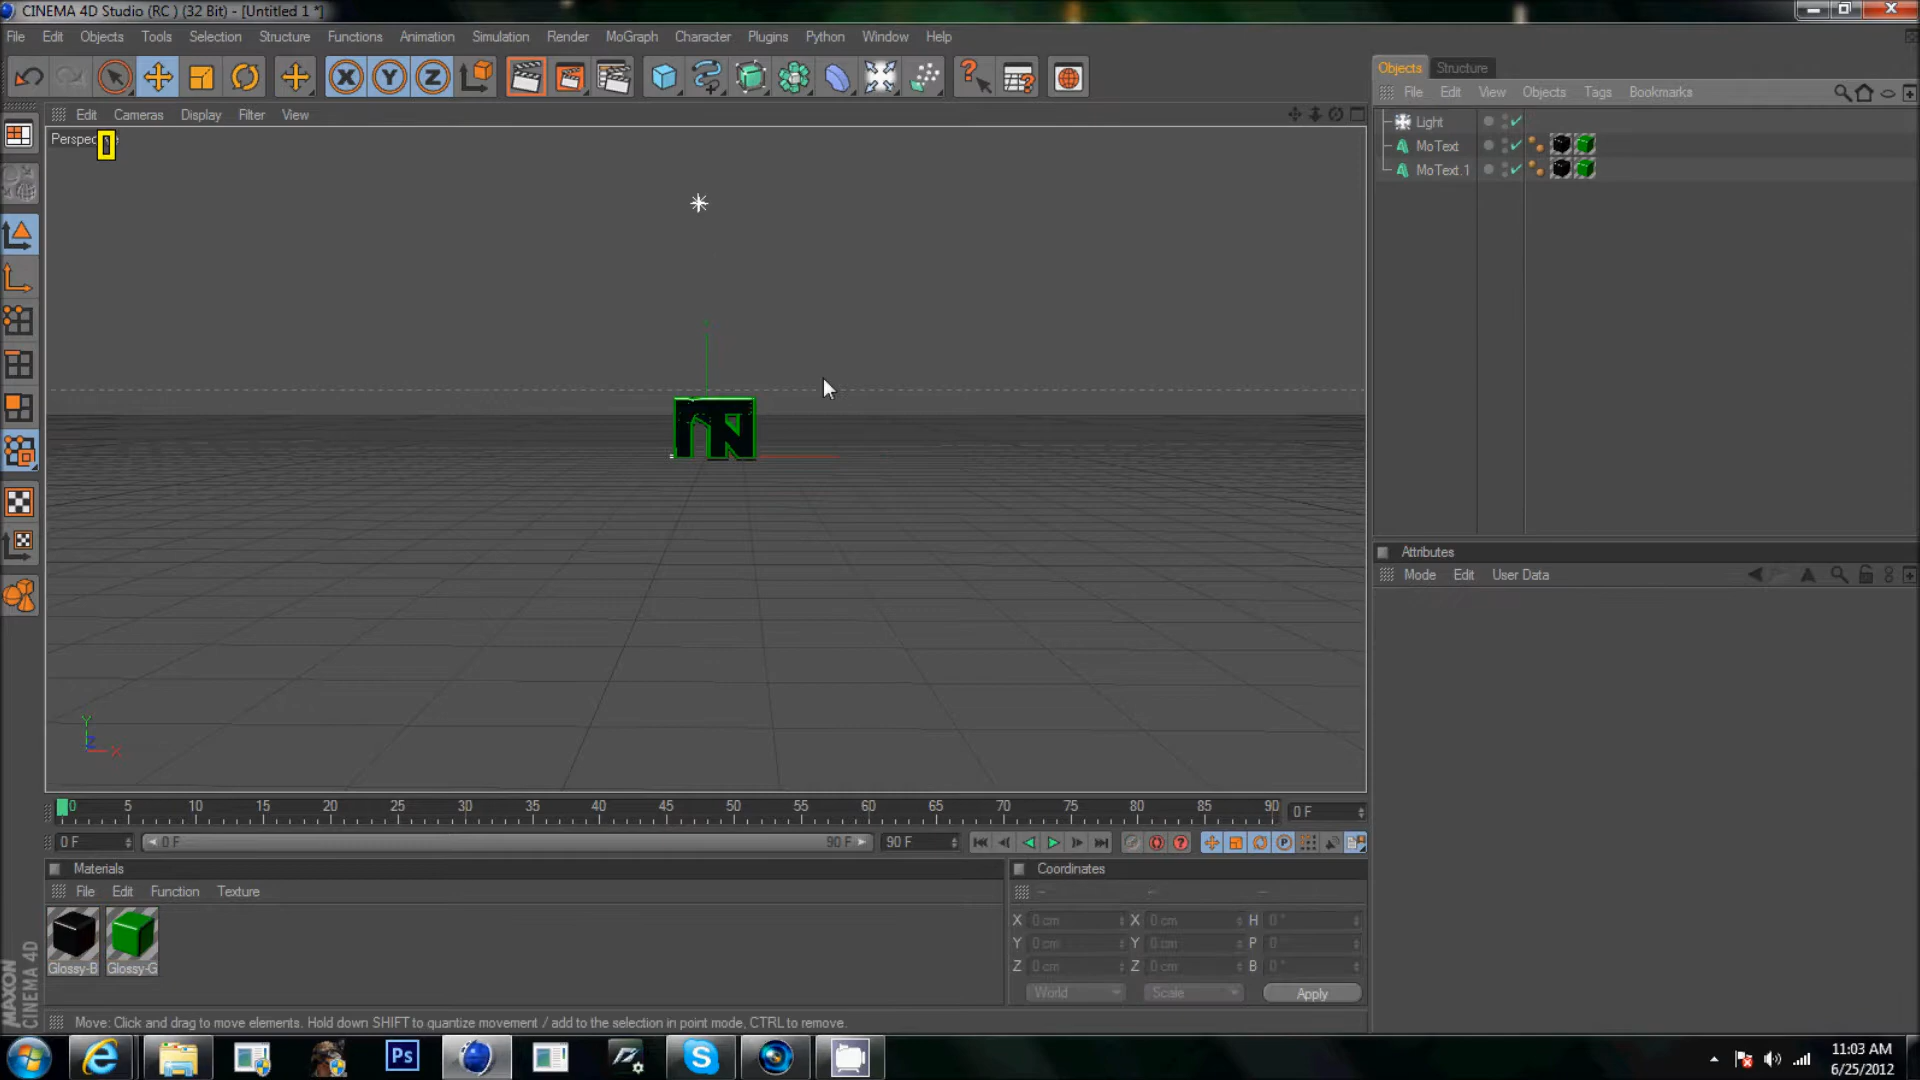 CINEMA 4D Studio (RC ) (32 Bit) - [Untitled 1 *]
File Edit Objects Tools Selection Structure Functions Animation Simulation Render MoGraph Character Plugins Python Window Help
Objects Structure
File Edit View Objects Tags Bookmarks
Edit Cameras Display Filter View
Light
MoText
MoText.1
X Y Z
Attributes
Mode Edit User Data
Y
Z X
0 5 10 15 20 25 30 35 40 45 50 55 60 65 70 75 80 85 90 0 F
0 F 0 F 90 F 90 F
Materials
File Edit Function Texture
Glossy-B Glossy-G
Coordinates
X 0 cm X 0 cm H 0 °
Y 0 cm Y 0 cm P 0 °
Z 0 cm Z 0 cm B 0 °
World Scale Apply
MAXON
CINEMA 4D
Move: Click and drag to move elements. Hold down SHIFT to quantize movement / add to the selection in point mode, CTRL to remove.
Ps
11:03 AM
6/25/2012